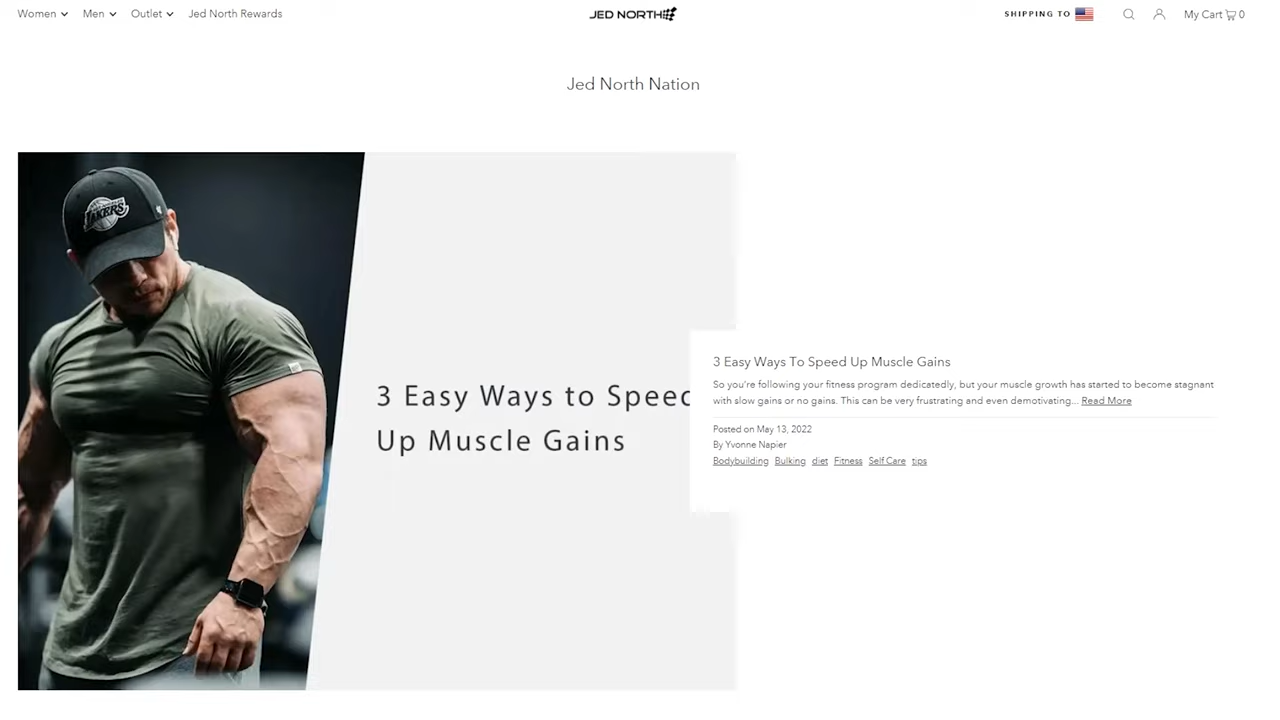 Women Men Outlet Jed North Rewards JED NORTH SHIPPING TO My Cart 0
Jed North Nation
LAKERS
3 Easy Ways to Speed
Up Muscle Gains
3 Easy Ways To Speed Up Muscle Gains
So you're following your fitness program dedicatedly, but your muscle growth has started to become stagnant
with slow gains or no gains. This can be very frustrating and even demotivating... Read More
Posted on May 13, 2022
By Yvonne Napier
Bodybuilding Bulking diet Fitness Self Care tips